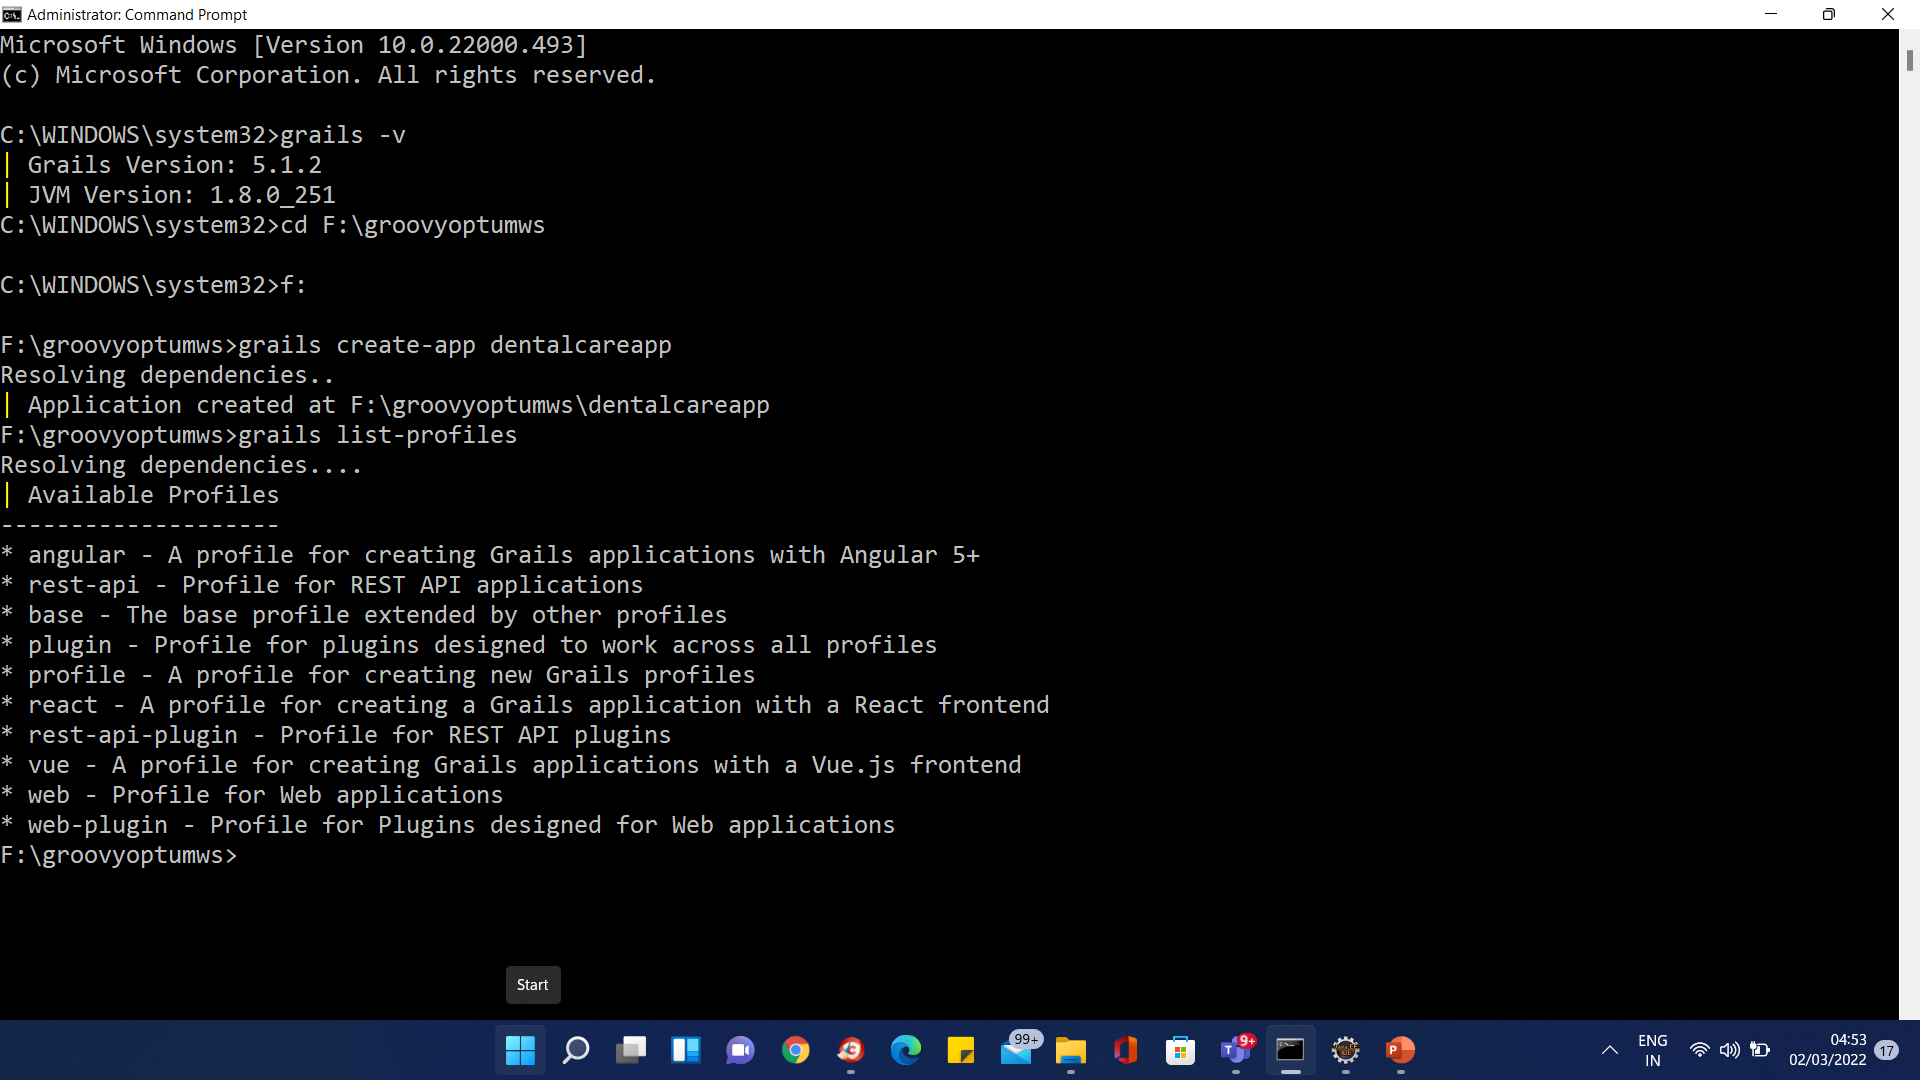 Administrator: Command Prompt
Microsoft Windows [Version 10.0.22000.493]
(c) Microsoft Corporation. All rights reserved.
C:\WINDOWS\system32>grails -v
| Grails Version: 5.1.2
| JVM Version: 1.8.0_251
C:\WINDOWS\system32>cd F:\groovyoptumws
C:\WINDOWS\system32>f:
F:\groovyoptumws>grails create-app dentalcareapp
Resolving dependencies..
| Application created at F:\groovyoptumws\dentalcareapp
F:\groovyoptumws>grails list-profiles
Resolving dependencies....
| Available Profiles
--------------------
* angular - A profile for creating Grails applications with Angular 5+
* rest-api - Profile for REST API applications
* base - The base profile extended by other profiles
* plugin - Profile for plugins designed to work across all profiles
* profile - A profile for creating new Grails profiles
* react - A profile for creating a Grails application with a React frontend
* rest-api-plugin - Profile for REST API plugins
* vue - A profile for creating Grails applications with a Vue.js frontend
* web - Profile for Web applications
* web-plugin - Profile for Plugins designed for Web applications
F:\groovyoptumws>
Start
99+
9+
ENG
IN
04:53
02/03/2022
17